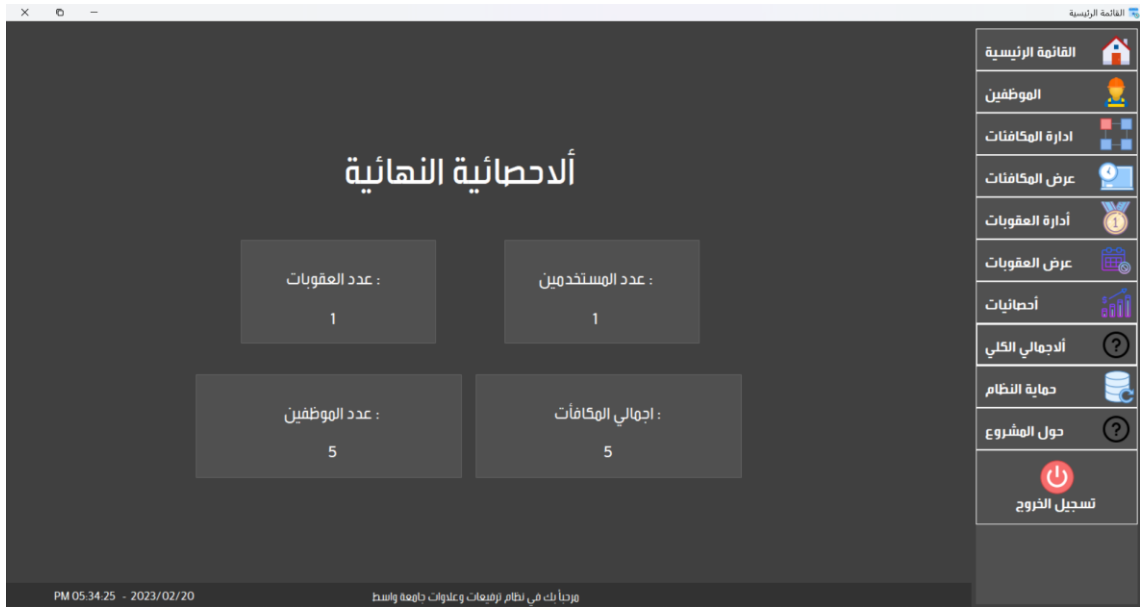 القائمة الرئيسية
القائمة الرئيسية
الموظفين
ادارة المكافئات
عرض المكافئات
أدارة العقوبات
عرض العقوبات
أحصائيات
ألاجمالي الكلي
حماية النظام
حول المشروع
تسجيل الخروج
ألاحصائية النهائية
عدد المستخدمين :
1
عدد العقوبات :
1
اجمالي المكافأت :
5
عدد الموظفين :
5
مرحباً بك في نظام ترفيعات وعلاوات جامعة واسط
PM 05:34:25 - 2023/02/20